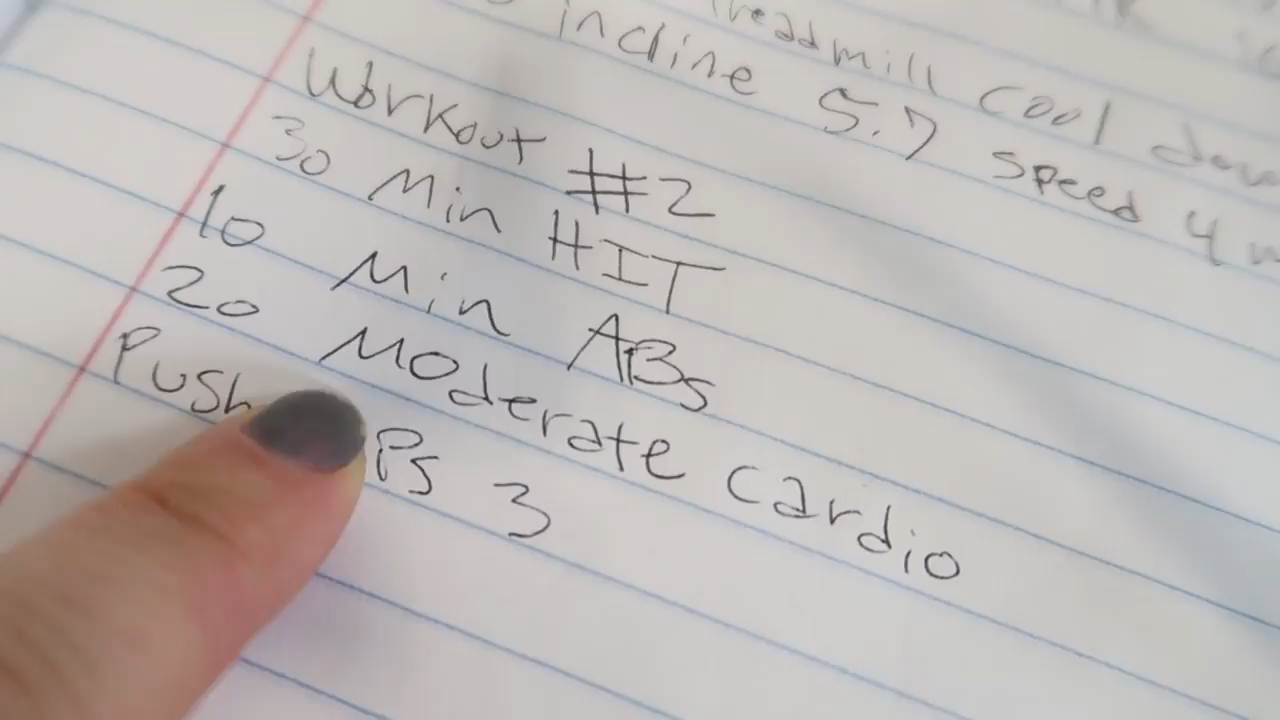 treadmill cool down
incline 5.7 speed 4
Workout #2
30 Min HIT
10 Min ABs
20 Moderate cardio
Push Ps 3